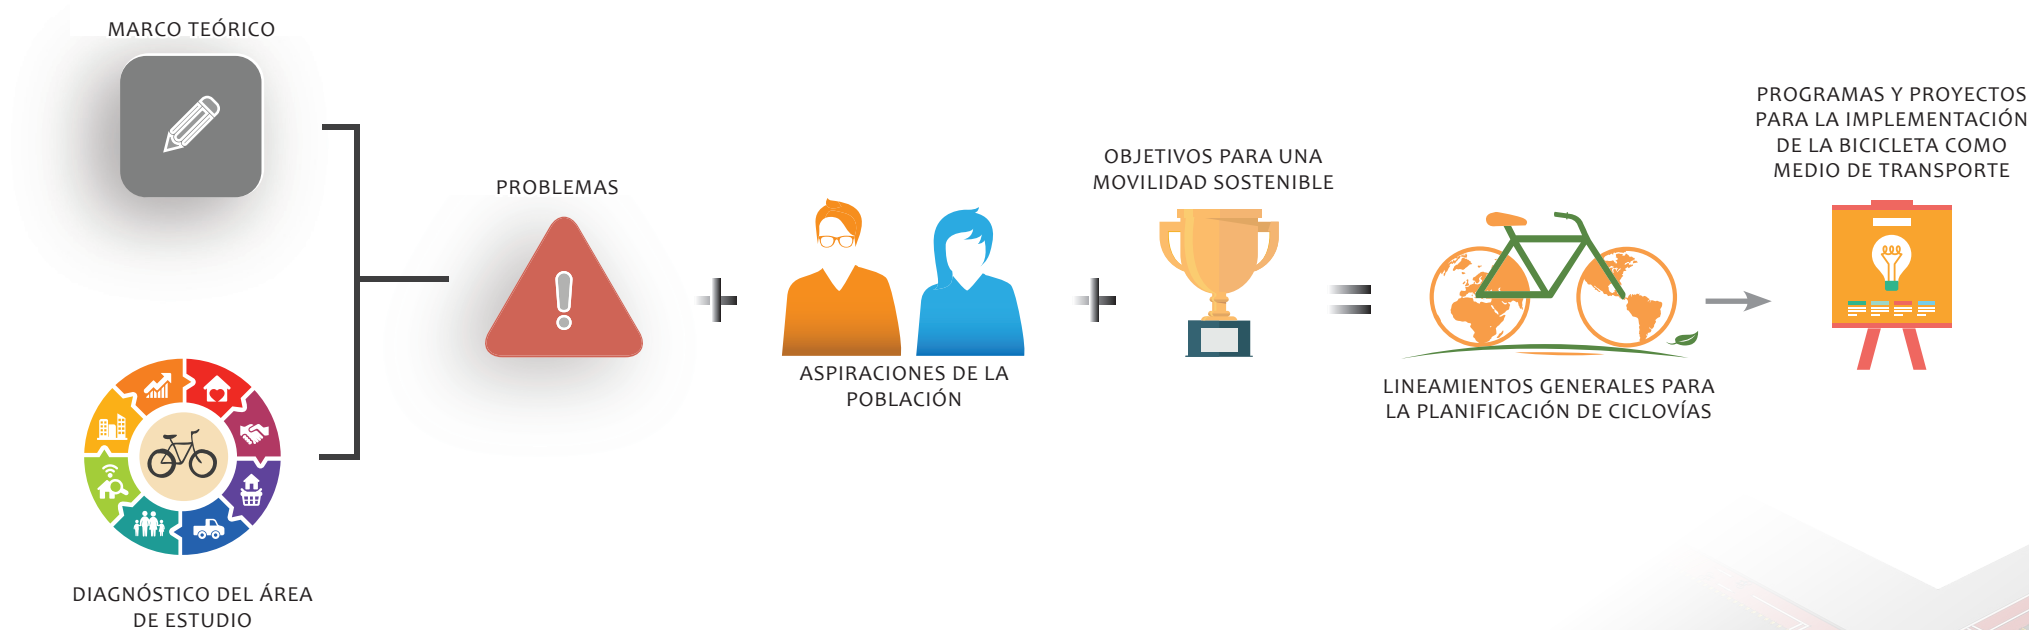 MARCO TEÓRICO
DIAGNÓSTICO DEL ÁREA
DE ESTUDIO
PROBLEMAS
ASPIRACIONES DE LA
POBLACIÓN
OBJETIVOS PARA UNA
MOVILIDAD SOSTENIBLE
LINEAMIENTOS GENERALES PARA
LA PLANIFICACIÓN DE CICLOVÍAS
PROGRAMAS Y PROYECTOS
PARA LA IMPLEMENTACIÓN
DE LA BICICLETA COMO
MEDIO DE TRANSPORTE